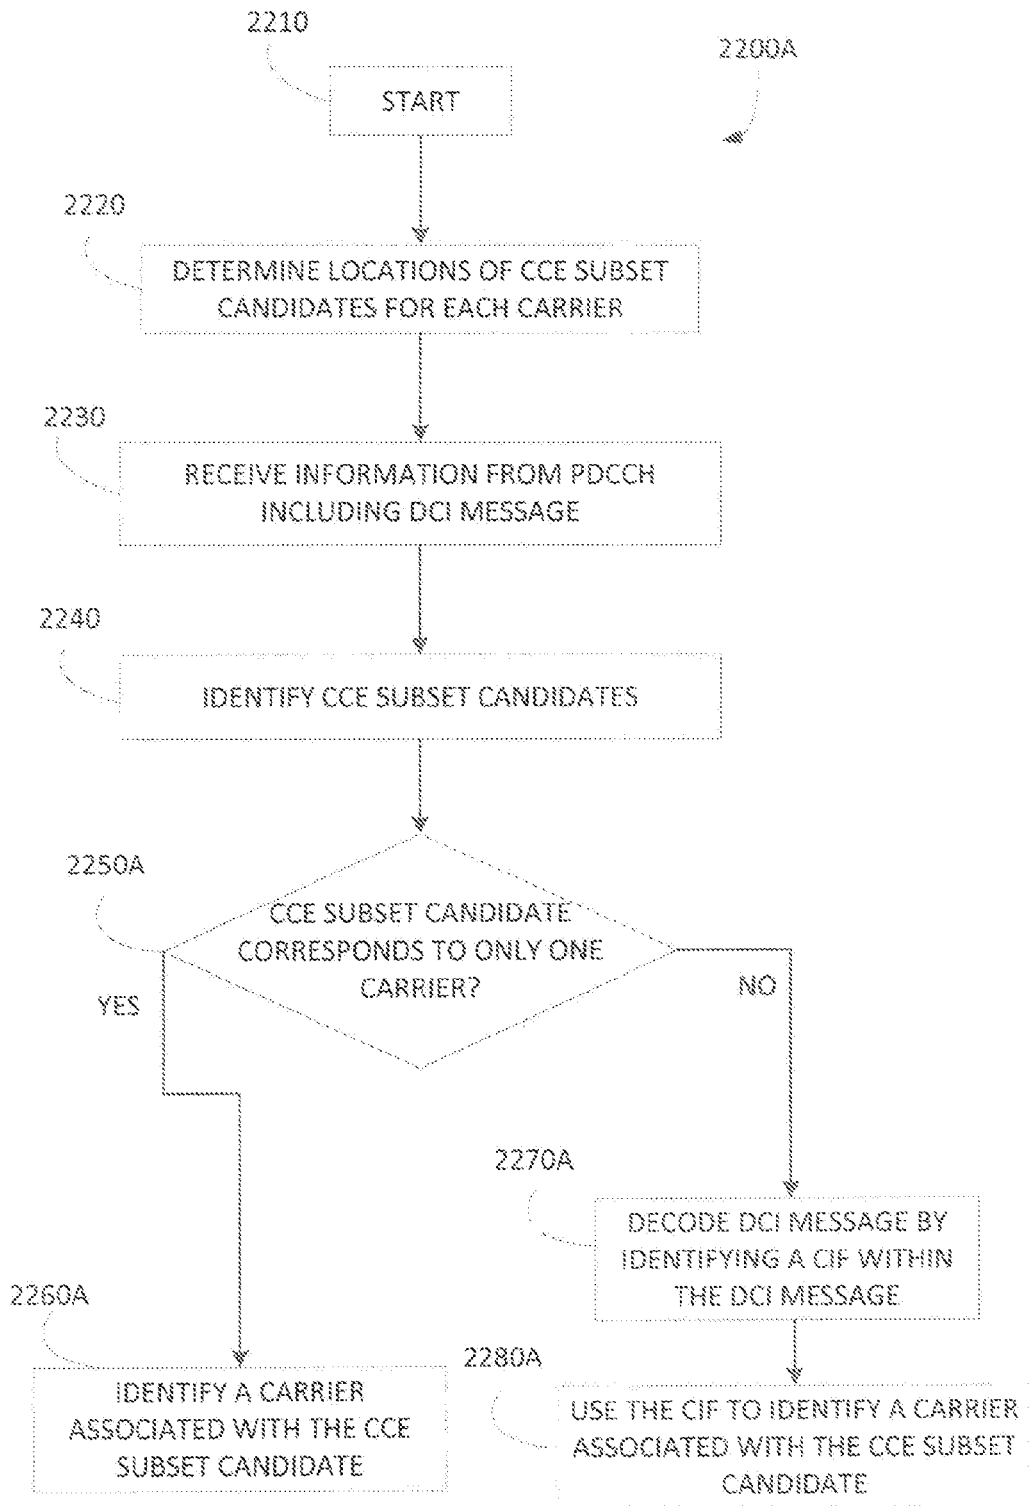 2210
2200A
START
2220
DETERMINE LOCATIONS OF CCE SUBSET
CANDIDATES FOR EACH CARRIER
2230
RECEIVE INFORMATION FROM PDCCH
INCLUDING DCI MESSAGE
2240
IDENTIFY CCE SUBSET CANDIDATES
2250A
CCE SUBSET CANDIDATE
CORRESPONDS TO ONLY ONE
CARRIER?
YES
NO
2270A
DECODE DCI MESSAGE BY
IDENTIFYING A CIF WITHIN
THE DCI MESSAGE
2260A
IDENTIFY A CARRIER
ASSOCIATED WITH THE CCE
SUBSET CANDIDATE
2280A
USE THE CIF TO IDENTIFY A CARRIER
ASSOCIATED WITH THE CCE SUBSET
CANDIDATE